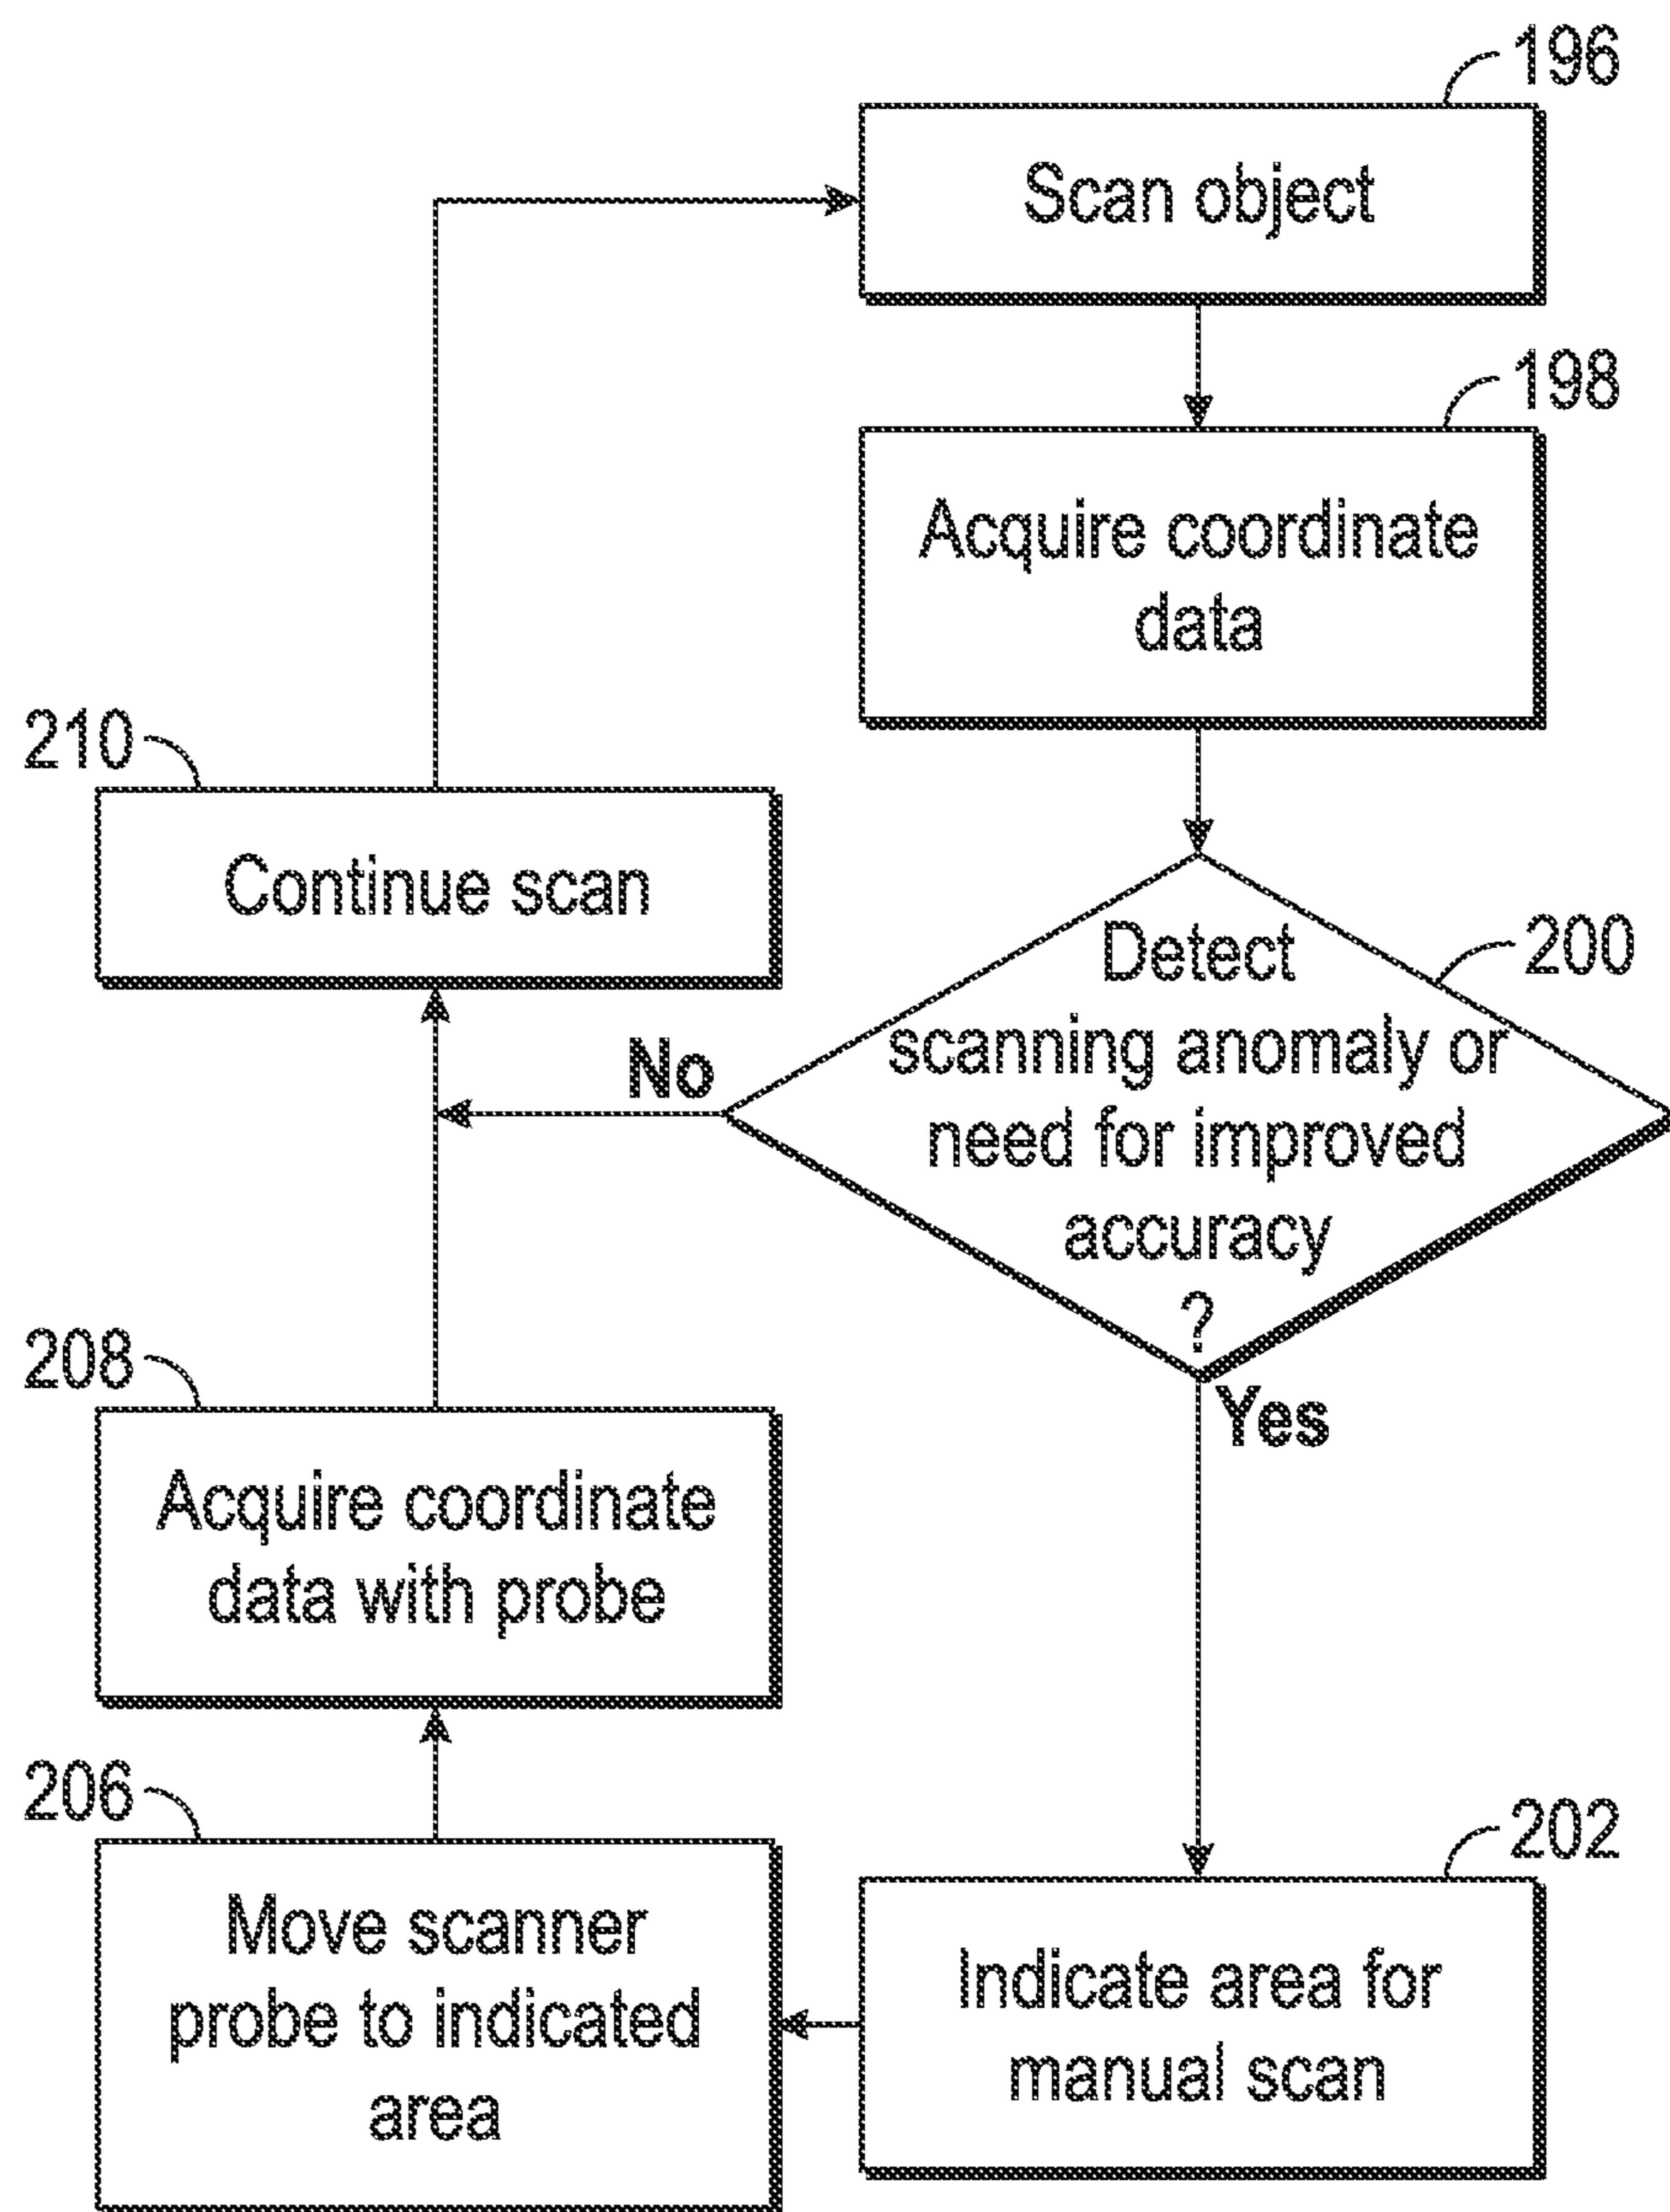 196
Scan object
198
Acquire coordinate
data
210
Continue scan
200
Detect
scanning anomaly or
need for improved
accuracy
?
No
Yes
208
Acquire coordinate
data with probe
206
Move scanner
probe to indicated
area
202
Indicate area for
manual scan